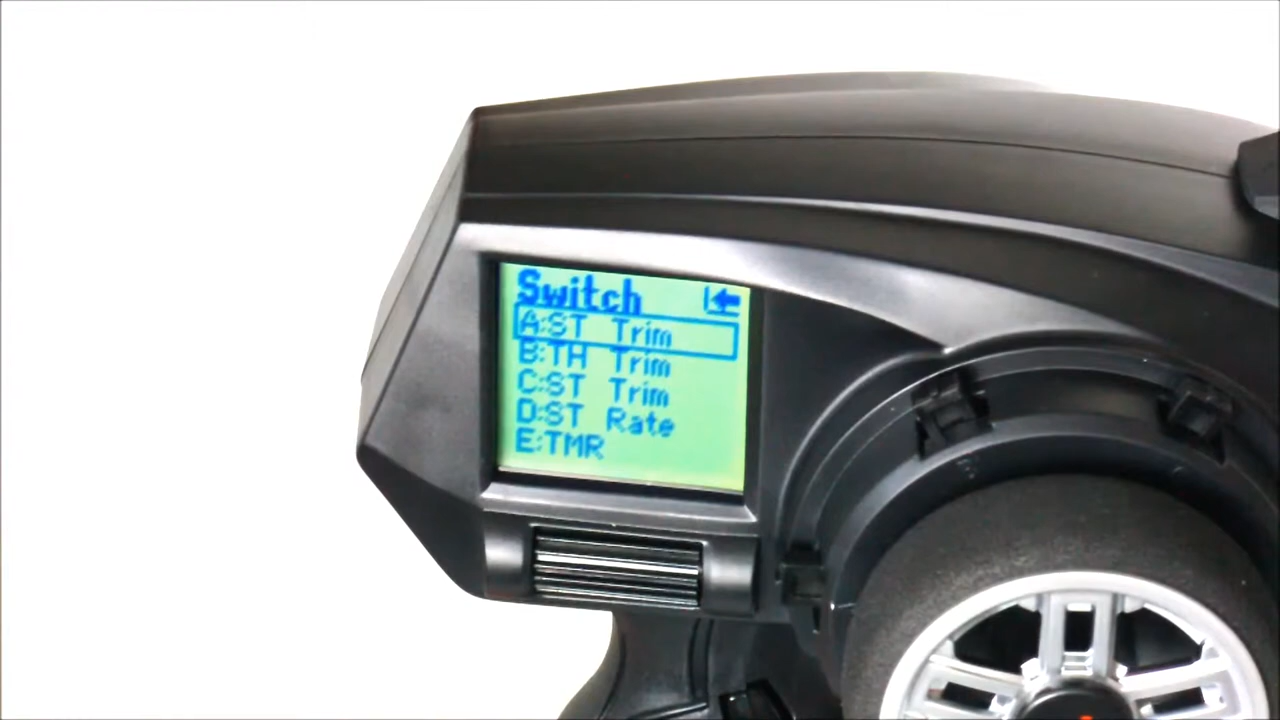 Switch
A:ST Trim
B:TH Trim
C:ST Trim
D:ST Rate
E:TMR